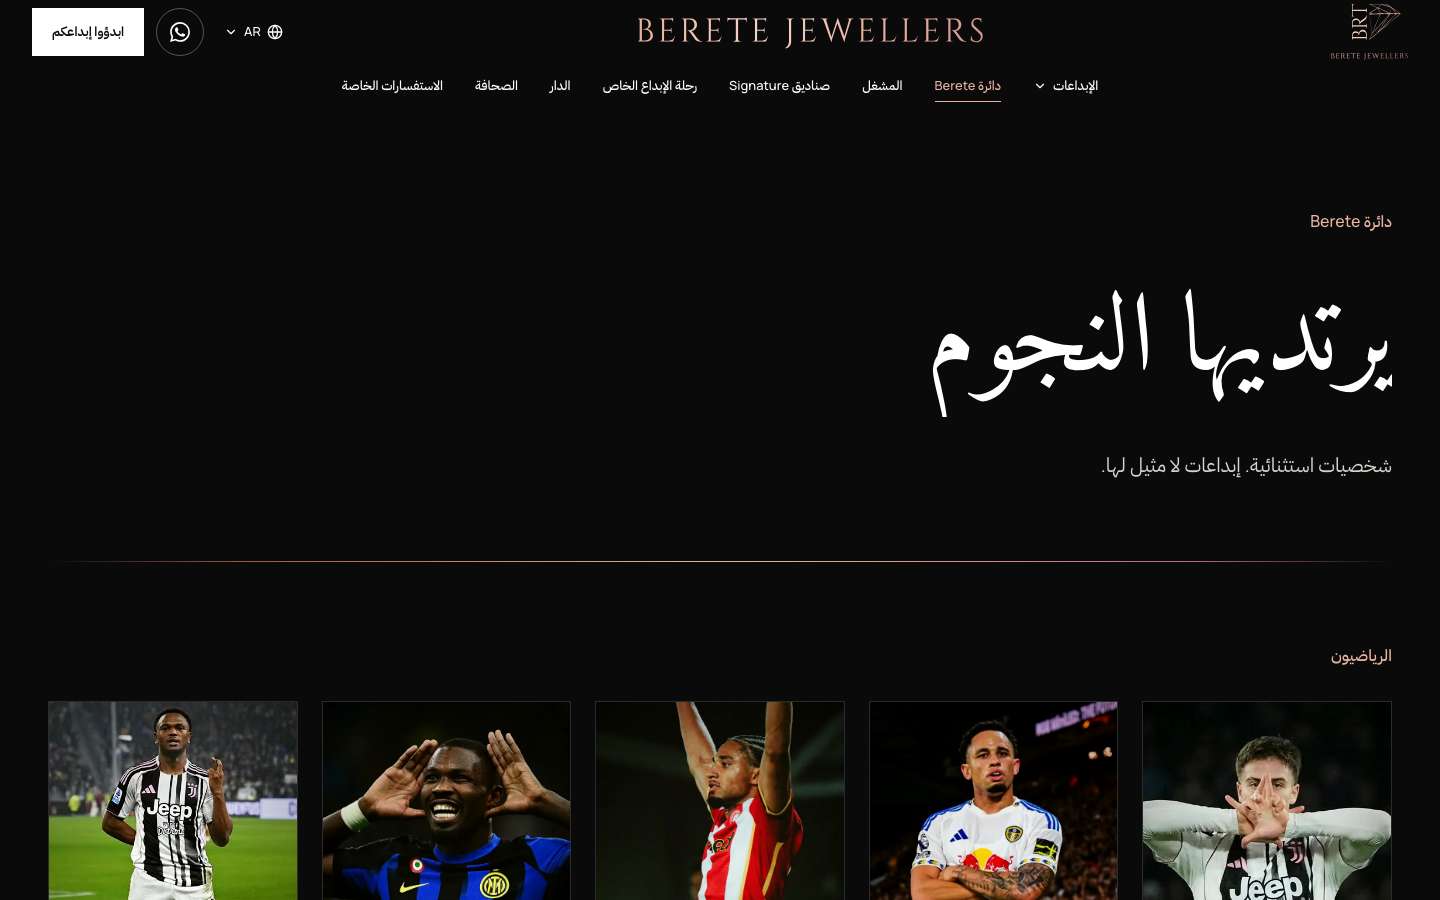 BRT
BERETE JEWELLERS
BERETE JEWELLERS
AR
ابدؤوا إبداعكم
الإبداعات
دائرة Berete
المشغل
صناديق Signature
رحلة الإبداع الخاص
الدار
الصحافة
الاستفسارات الخاصة
دائرة Berete
يرتديها النجوم
شخصيات استثنائية. إبداعات لا مثيل لها.
الرياضيون
Jeep
Jeep